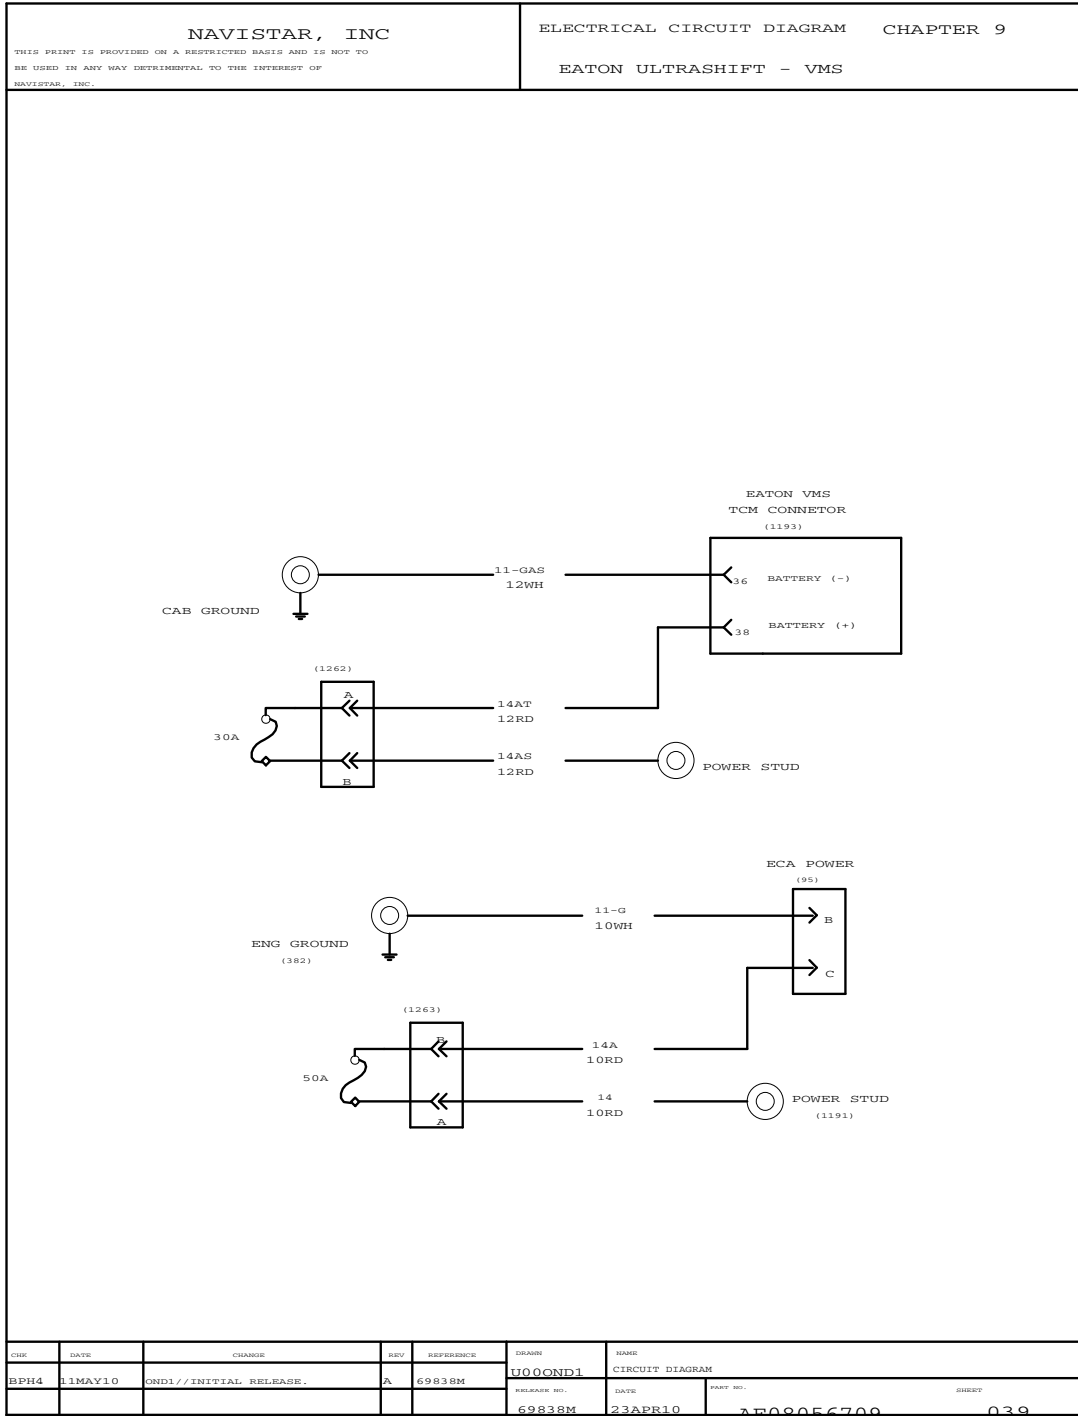 NAVISTAR, INC
THIS PRINT IS PROVIDED ON A RESTRICTED BASIS AND IS NOT TO
BE USED IN ANY WAY DETRIMENTAL TO THE INTEREST OF
NAVISTAR, INC.
ELECTRICAL CIRCUIT DIAGRAM CHAPTER 9
EATON ULTRASHIFT - VMS
EATON VMS
TCM CONNETOR
(1193)
11-GAS
12WH
36 BATTERY (-)
CAB GROUND
38 BATTERY (+)
(1262)
A
14AT
12RD
30A
14AS
12RD
POWER STUD
B
ECA POWER
(95)
11-G
10WH
B
ENG GROUND
(382)
C
(1263)
B
14A
10RD
50A
14
10RD
POWER STUD
(1191)
A
CHK DATE CHANGE REV REFERENCE
BPH4 11MAY10 OND1//INITIAL RELEASE. A 69838M
DRAWN
U00OND1
NAME
CIRCUIT DIAGRAM
RELEASE NO.
69838M
DATE
23APR10
PART NO.
AE08056709
SHEET
039